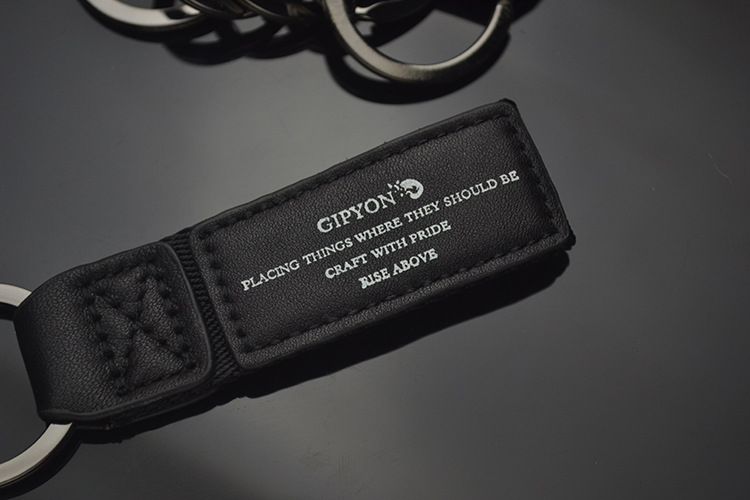 GIPYON
PLACING THINGS WHERE THEY SHOULD BE
CRAFT WITH PRIDE
RISE ABOVE